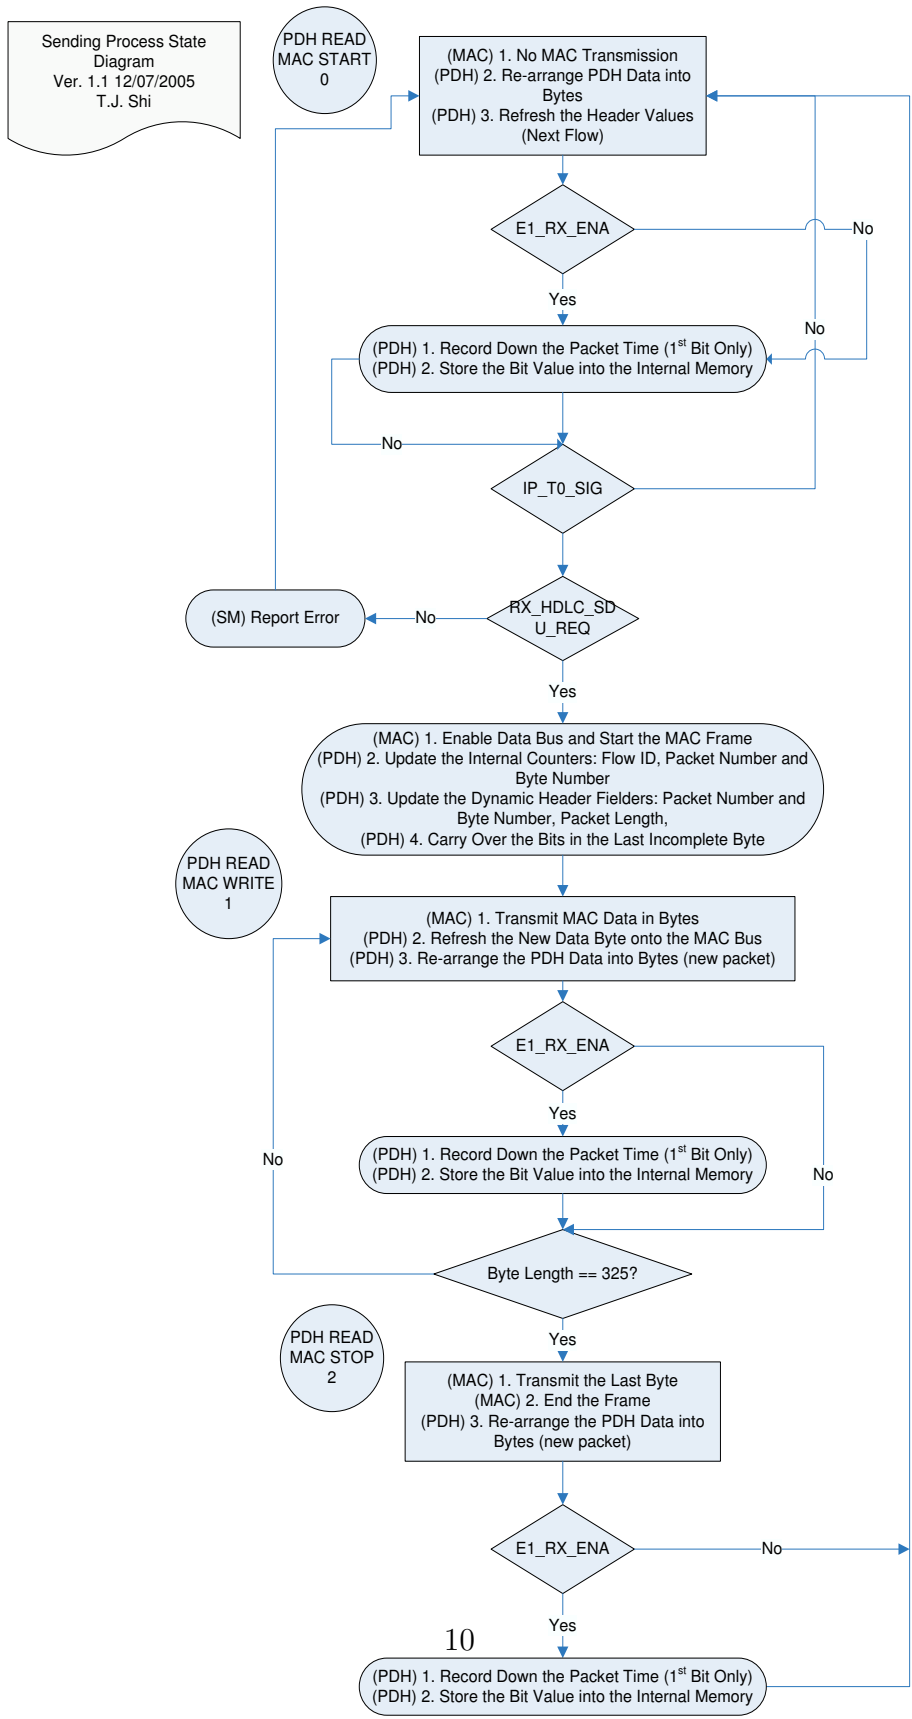 Sending Process State
Diagram
Ver. 1.1 12/07/2005
T.J. Shi
PDH READ
MAC START
0
(MAC) 1. No MAC Transmission
(PDH) 2. Re-arrange PDH Data into
Bytes
(PDH) 3. Refresh the Header Values
(Next Flow)
E1_RX_ENA
No
Yes
No
(PDH) 1. Record Down the Packet Time (1st Bit Only)
(PDH) 2. Store the Bit Value into the Internal Memory
No
IP_T0_SIG
RX_HDLC_SD
U_REQ
No
(SM) Report Error
Yes
(MAC) 1. Enable Data Bus and Start the MAC Frame
(PDH) 2. Update the Internal Counters: Flow ID, Packet Number and
Byte Number
(PDH) 3. Update the Dynamic Header Fielders: Packet Number and
Byte Number, Packet Length,
(PDH) 4. Carry Over the Bits in the Last Incomplete Byte
PDH READ
MAC WRITE
1
(MAC) 1. Transmit MAC Data in Bytes
(PDH) 2. Refresh the New Data Byte onto the MAC Bus
(PDH) 3. Re-arrange the PDH Data into Bytes (new packet)
E1_RX_ENA
Yes
(PDH) 1. Record Down the Packet Time (1st Bit Only)
(PDH) 2. Store the Bit Value into the Internal Memory
No
No
Byte Length == 325?
Yes
PDH READ
MAC STOP
2
(MAC) 1. Transmit the Last Byte
(MAC) 2. End the Frame
(PDH) 3. Re-arrange the PDH Data into
Bytes (new packet)
E1_RX_ENA
No
Yes
10
(PDH) 1. Record Down the Packet Time (1st Bit Only)
(PDH) 2. Store the Bit Value into the Internal Memory